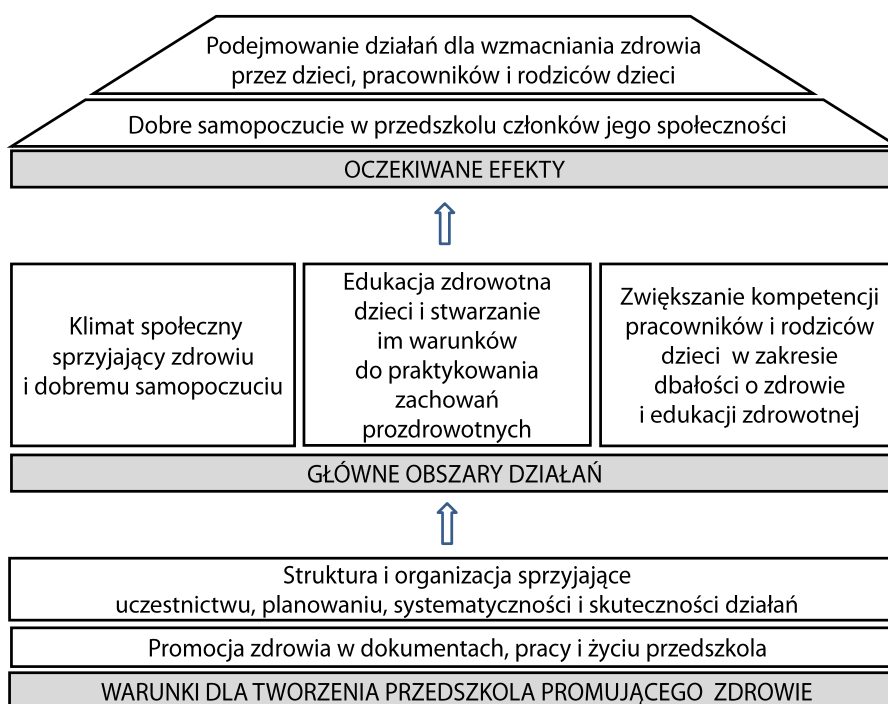 Podejmowanie działań dla wzmacniania zdrowia
przez dzieci, pracowników i rodziców dzieci
Dobre samopoczucie w przedszkolu członków jego społeczności
OCZEKIWANE EFEKTY
Klimat społeczny
sprzyjający zdrowiu
i dobremu samopoczuciu
Edukacja zdrowotna
dzieci i stwarzanie
im warunków
do praktykowania
zachowań
prozdrowotnych
Zwiększanie kompetencji
pracowników i rodziców
dzieci w zakresie
dbałości o zdrowie
i edukacji zdrowotnej
GŁÓWNE OBSZARY DZIAŁAŃ
Struktura i organizacja sprzyjające
uczestnictwu, planowaniu, systematyczności i skuteczności działań
Promocja zdrowia w dokumentach, pracy i życiu przedszkola
WARUNKI DLA TWORZENIA PRZEDSZKOLA PROMUJĄCEGO ZDROWIE